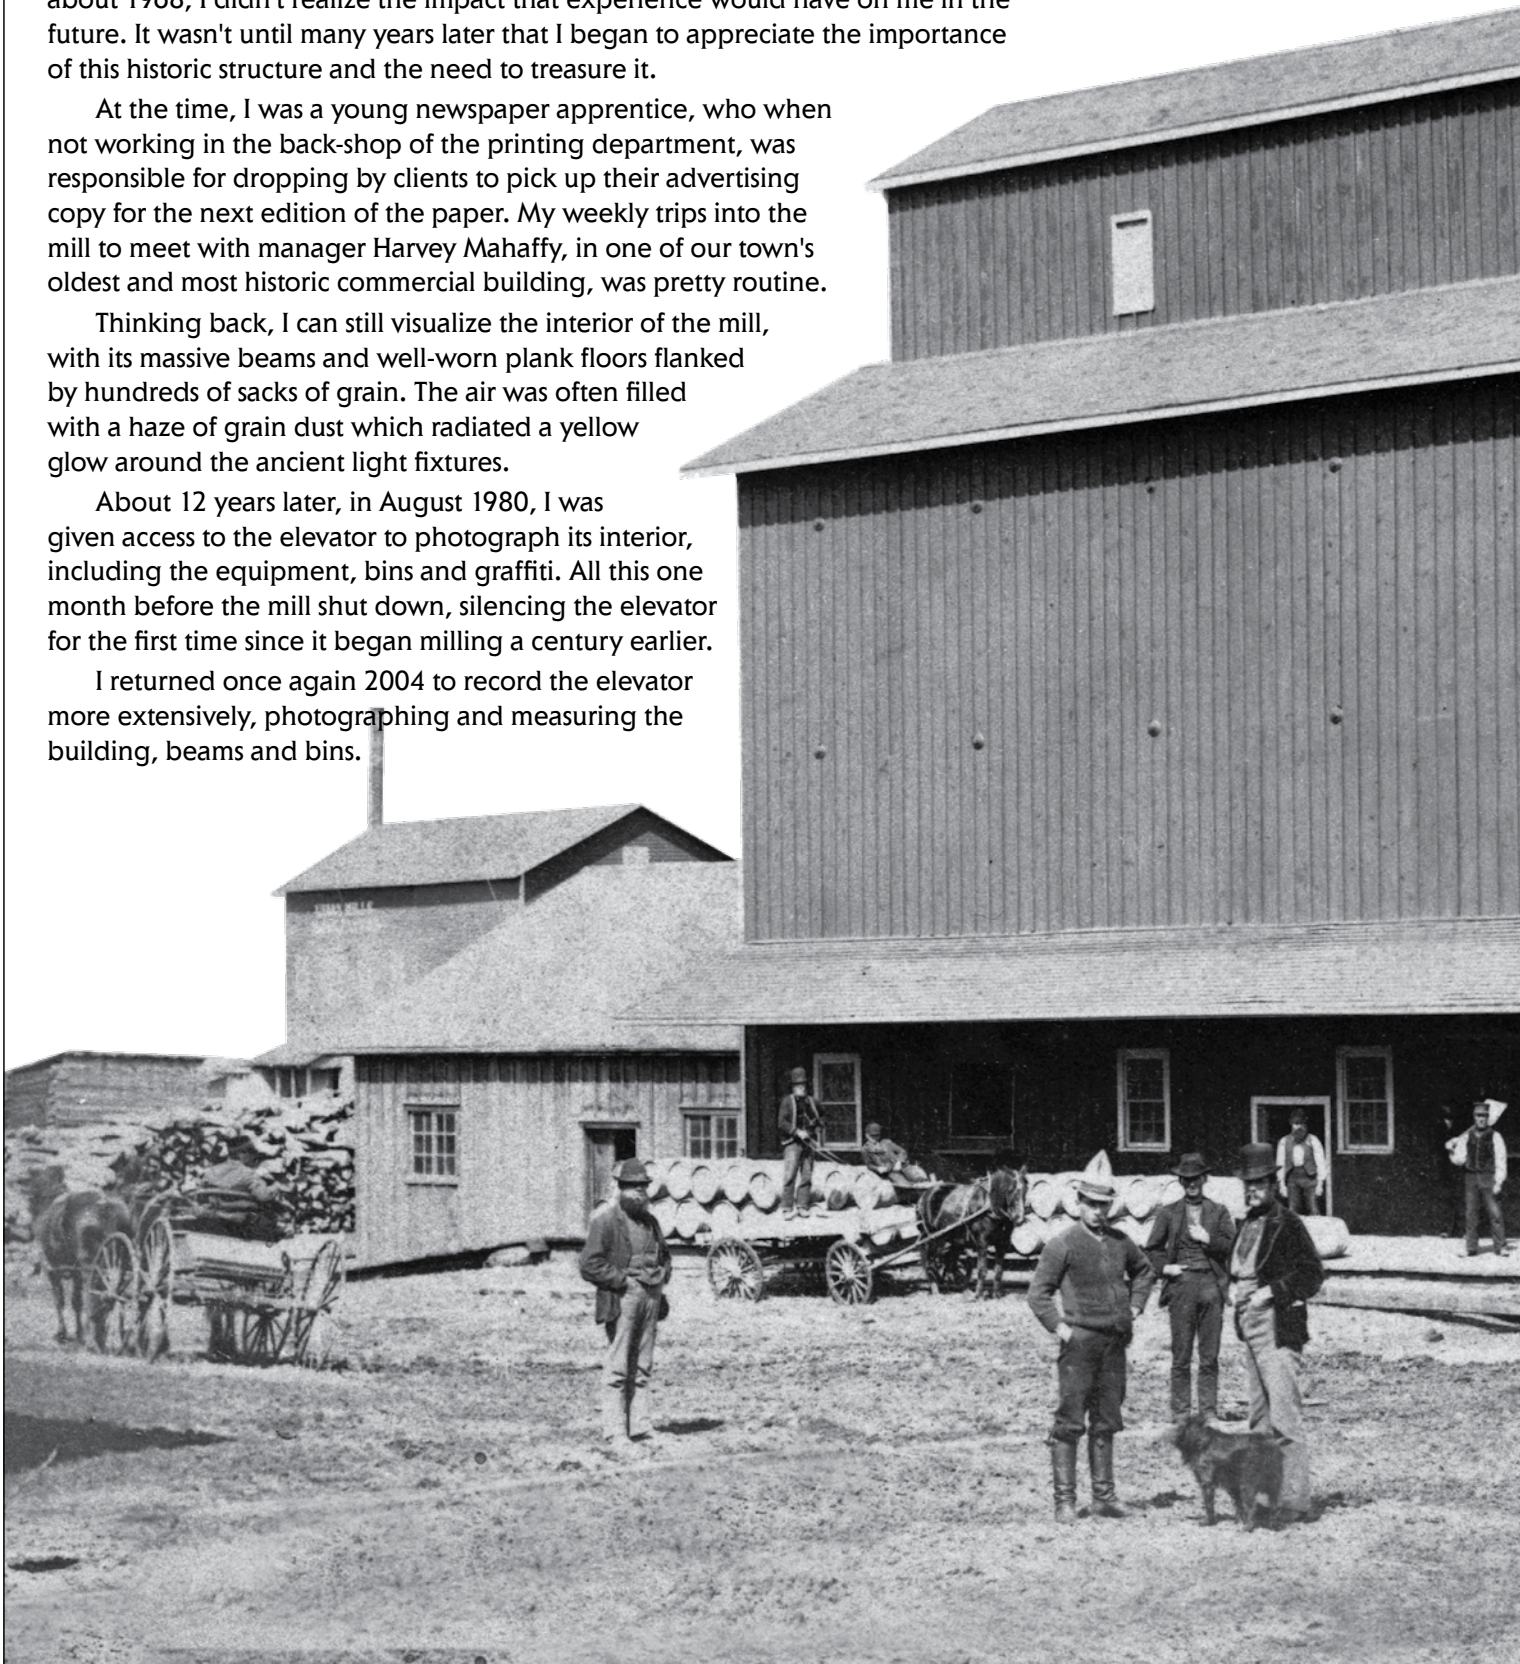 about 1968, I didn't realize the impact that experience would have on me in the
future. It wasn't until many years later that I began to appreciate the importance
of this historic structure and the need to treasure it.
At the time, I was a young newspaper apprentice, who when
not working in the back-shop of the printing department, was
responsible for dropping by clients to pick up their advertising
copy for the next edition of the paper. My weekly trips into the
mill to meet with manager Harvey Mahaffy, in one of our town's
oldest and most historic commercial building, was pretty routine.
Thinking back, I can still visualize the interior of the mill,
with its massive beams and well-worn plank floors flanked
by hundreds of sacks of grain. The air was often filled
with a haze of grain dust which radiated a yellow
glow around the ancient light fixtures.
About 12 years later, in August 1980, I was
given access to the elevator to photograph its interior,
including the equipment, bins and graffiti. All this one
month before the mill shut down, silencing the elevator
for the first time since it began milling a century earlier.
I returned once again 2004 to record the elevator
more extensively, photographing and measuring the
building, beams and bins.